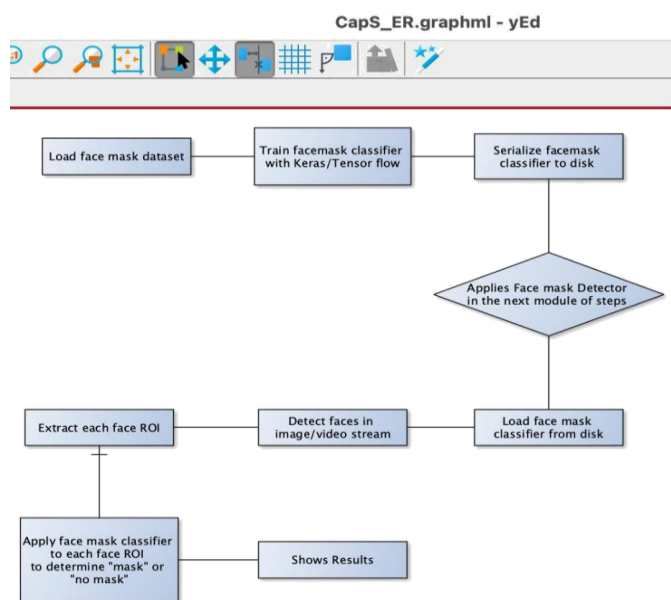 CapS_ER.graphml - yEd
Load face mask dataset
Train facemask classifier
with Keras/Tensor flow
Serialize facemask
classifier to disk
Applies Face mask Detector
in the next module of steps
Extract each face ROI
Detect faces in
image/video stream
Load face mask
classifier from disk
Apply face mask classifier
to each face ROI
to determine "mask" or
"no mask"
Shows Results